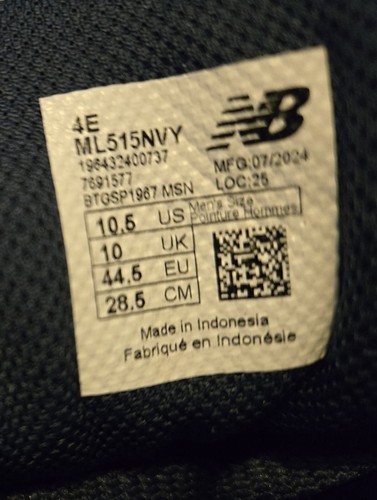 4E
ML515NVY
NB
196432400737
7691577
MFG:07/2024
BTGSP1967 MSN
LOC:25
10.5 US Men's Size
Pointure Hommes
10 UK
44.5 EU
28.5 CM
Made in Indonesia
Fabriqué en Indonésie